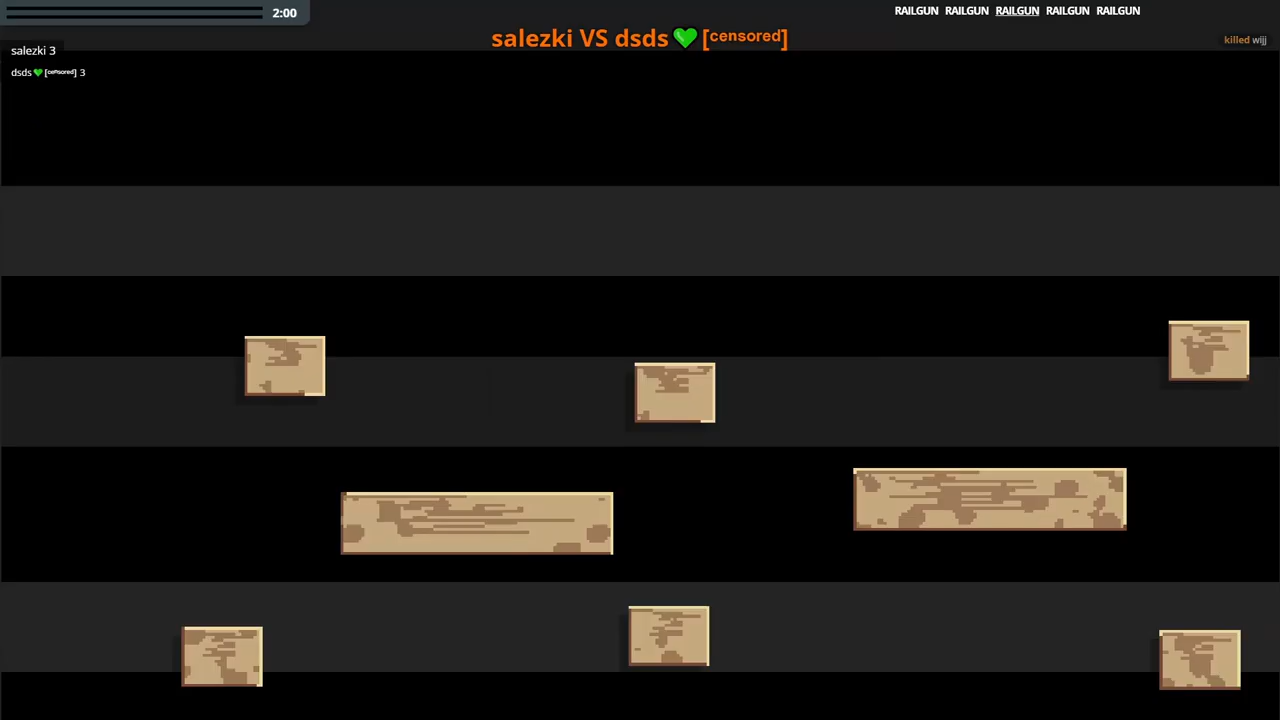 2:00
RAILGUN RAILGUN RAILGUN RAILGUN RAILGUN
salezki VS dsds💚[censored]
killed wijj
salezki 3
dsds💚[censored] 3